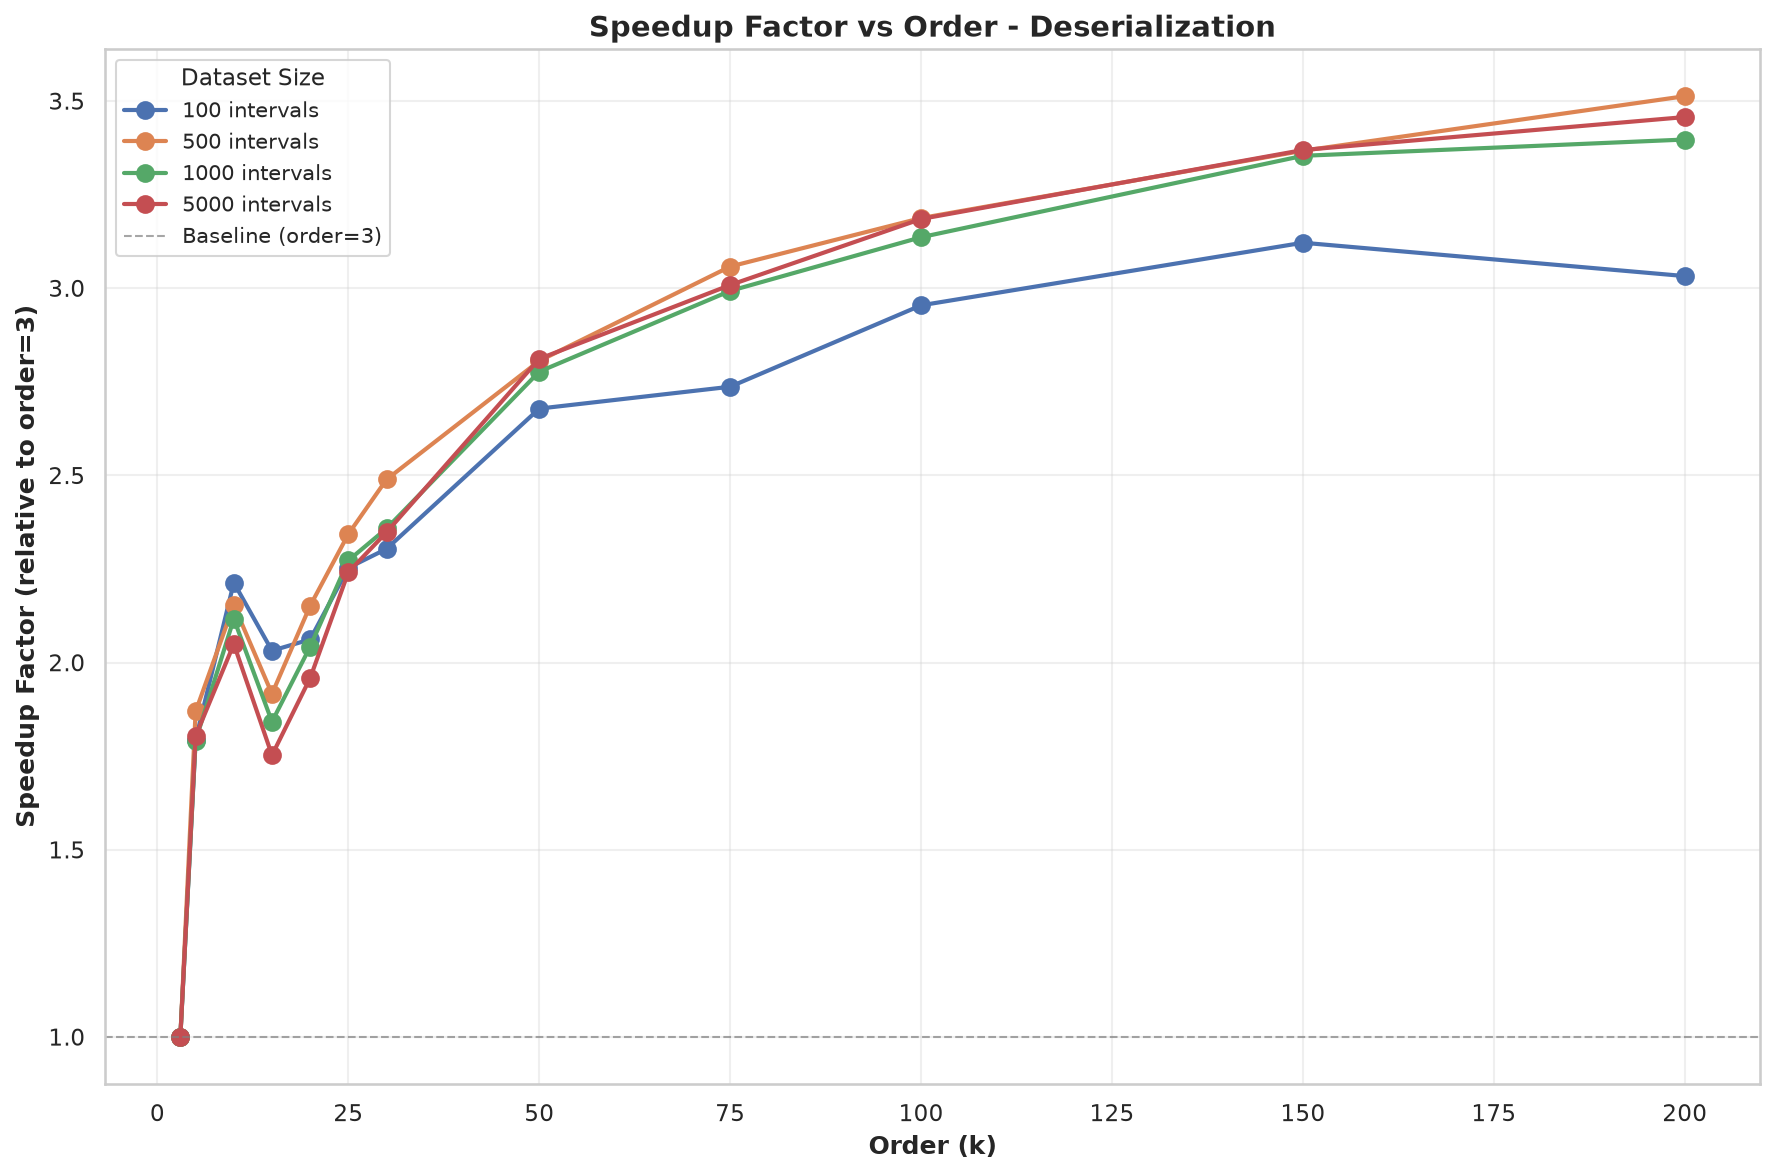 Speedup Factor vs Order - Deserialization
Dataset Size
100 intervals
500 intervals
1000 intervals
5000 intervals
Baseline (order=3)
Speedup Factor (relative to order=3)
3.5
3.0
2.5
2.0
1.5
1.0
0 25 50 75 100 125 150 175 200
Order (k)